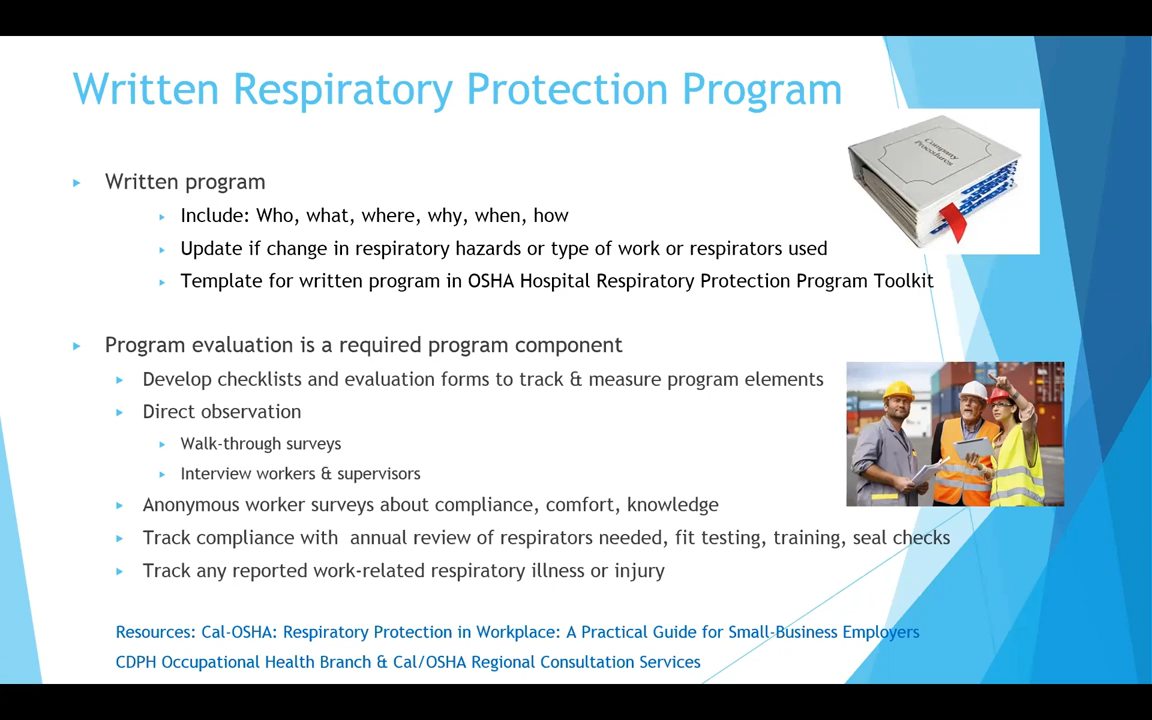 Written Respiratory Protection Program
Company
Procedures
Written program
Include: Who, what, where, why, when, how
Update if change in respiratory hazards or type of work or respirators used
Template for written program in OSHA Hospital Respiratory Protection Program Toolkit
Program evaluation is a required program component
Develop checklists and evaluation forms to track & measure program elements
Direct observation
Walk-through surveys
Interview workers & supervisors
Anonymous worker surveys about compliance, comfort, knowledge
Track compliance with  annual review of respirators needed, fit testing, training, seal checks
Track any reported work-related respiratory illness or injury
Resources: Cal-OSHA: Respiratory Protection in Workplace: A Practical Guide for Small-Business Employers
CDPH Occupational Health Branch & Cal/OSHA Regional Consultation Services